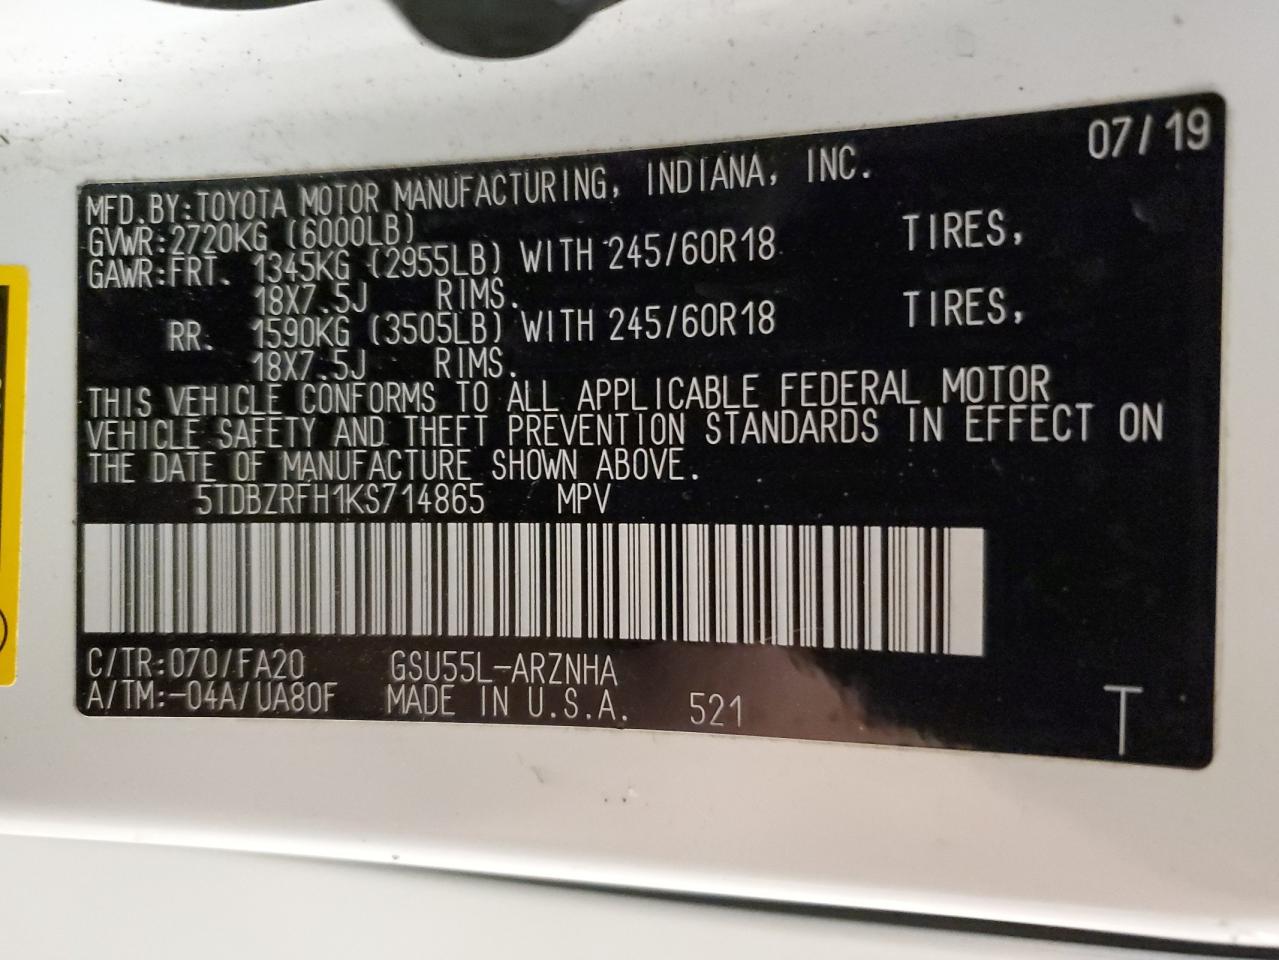 07/19
MFD.BY:TOYOTA MOTOR MANUFACTURING, INDIANA, INC.
GVWR:2720KG (6000LB)
GAWR:FRT. 1345KG (2955LB) WITH 245/60R18 TIRES,
18X7.5J RIMS.
RR. 1590KG (3505LB) WITH 245/60R18 TIRES,
18X7.5J RIMS.
THIS VEHICLE CONFORMS TO ALL APPLICABLE FEDERAL MOTOR
VEHICLE SAFETY AND THEFT PREVENTION STANDARDS IN EFFECT ON
THE DATE OF MANUFACTURE SHOWN ABOVE.
5TDBZRFH1KS714865 MPV
C/TR:070/FA20 GSU55L-ARZNHA
A/TM:-04A/UA80F MADE IN U.S.A. 521 T